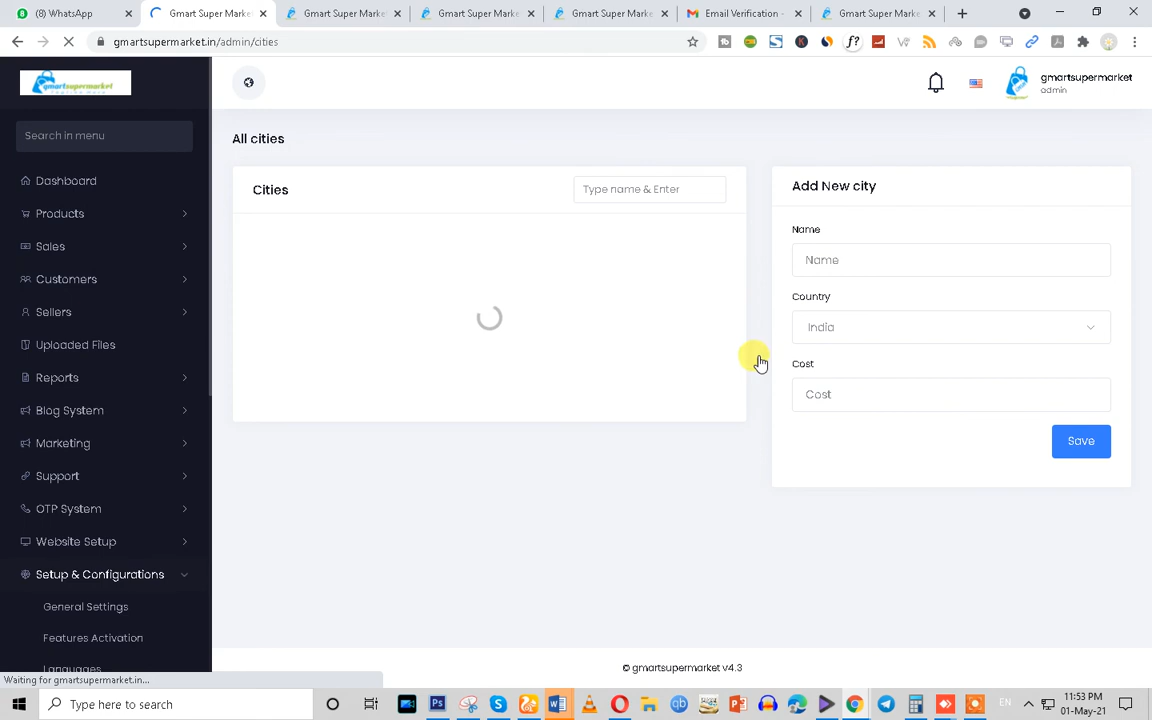 (8) WhatsApp
Gmart Super Marke
Gmart Super Marke
Gmart Super Marke
Gmart Super Marke
Email Verification -
Gmart Super Marke
gmartsupermarket.in/admin/cities
gmartsupermarket
gmartsupermarket
admin
Search in menu
All cities
Dashboard
Products
Sales
Customers
Sellers
Uploaded Files
Reports
Blog System
Marketing
Support
OTP System
Website Setup
Setup & Configurations
General Settings
Features Activation
Languages
Cities
Type name & Enter
Add New city
Name
Name
Country
India
Cost
Cost
Save
© gmartsupermarket v4.3
Waiting for gmartsupermarket.in...
Type here to search
EN
11:53 PM
01-May-21